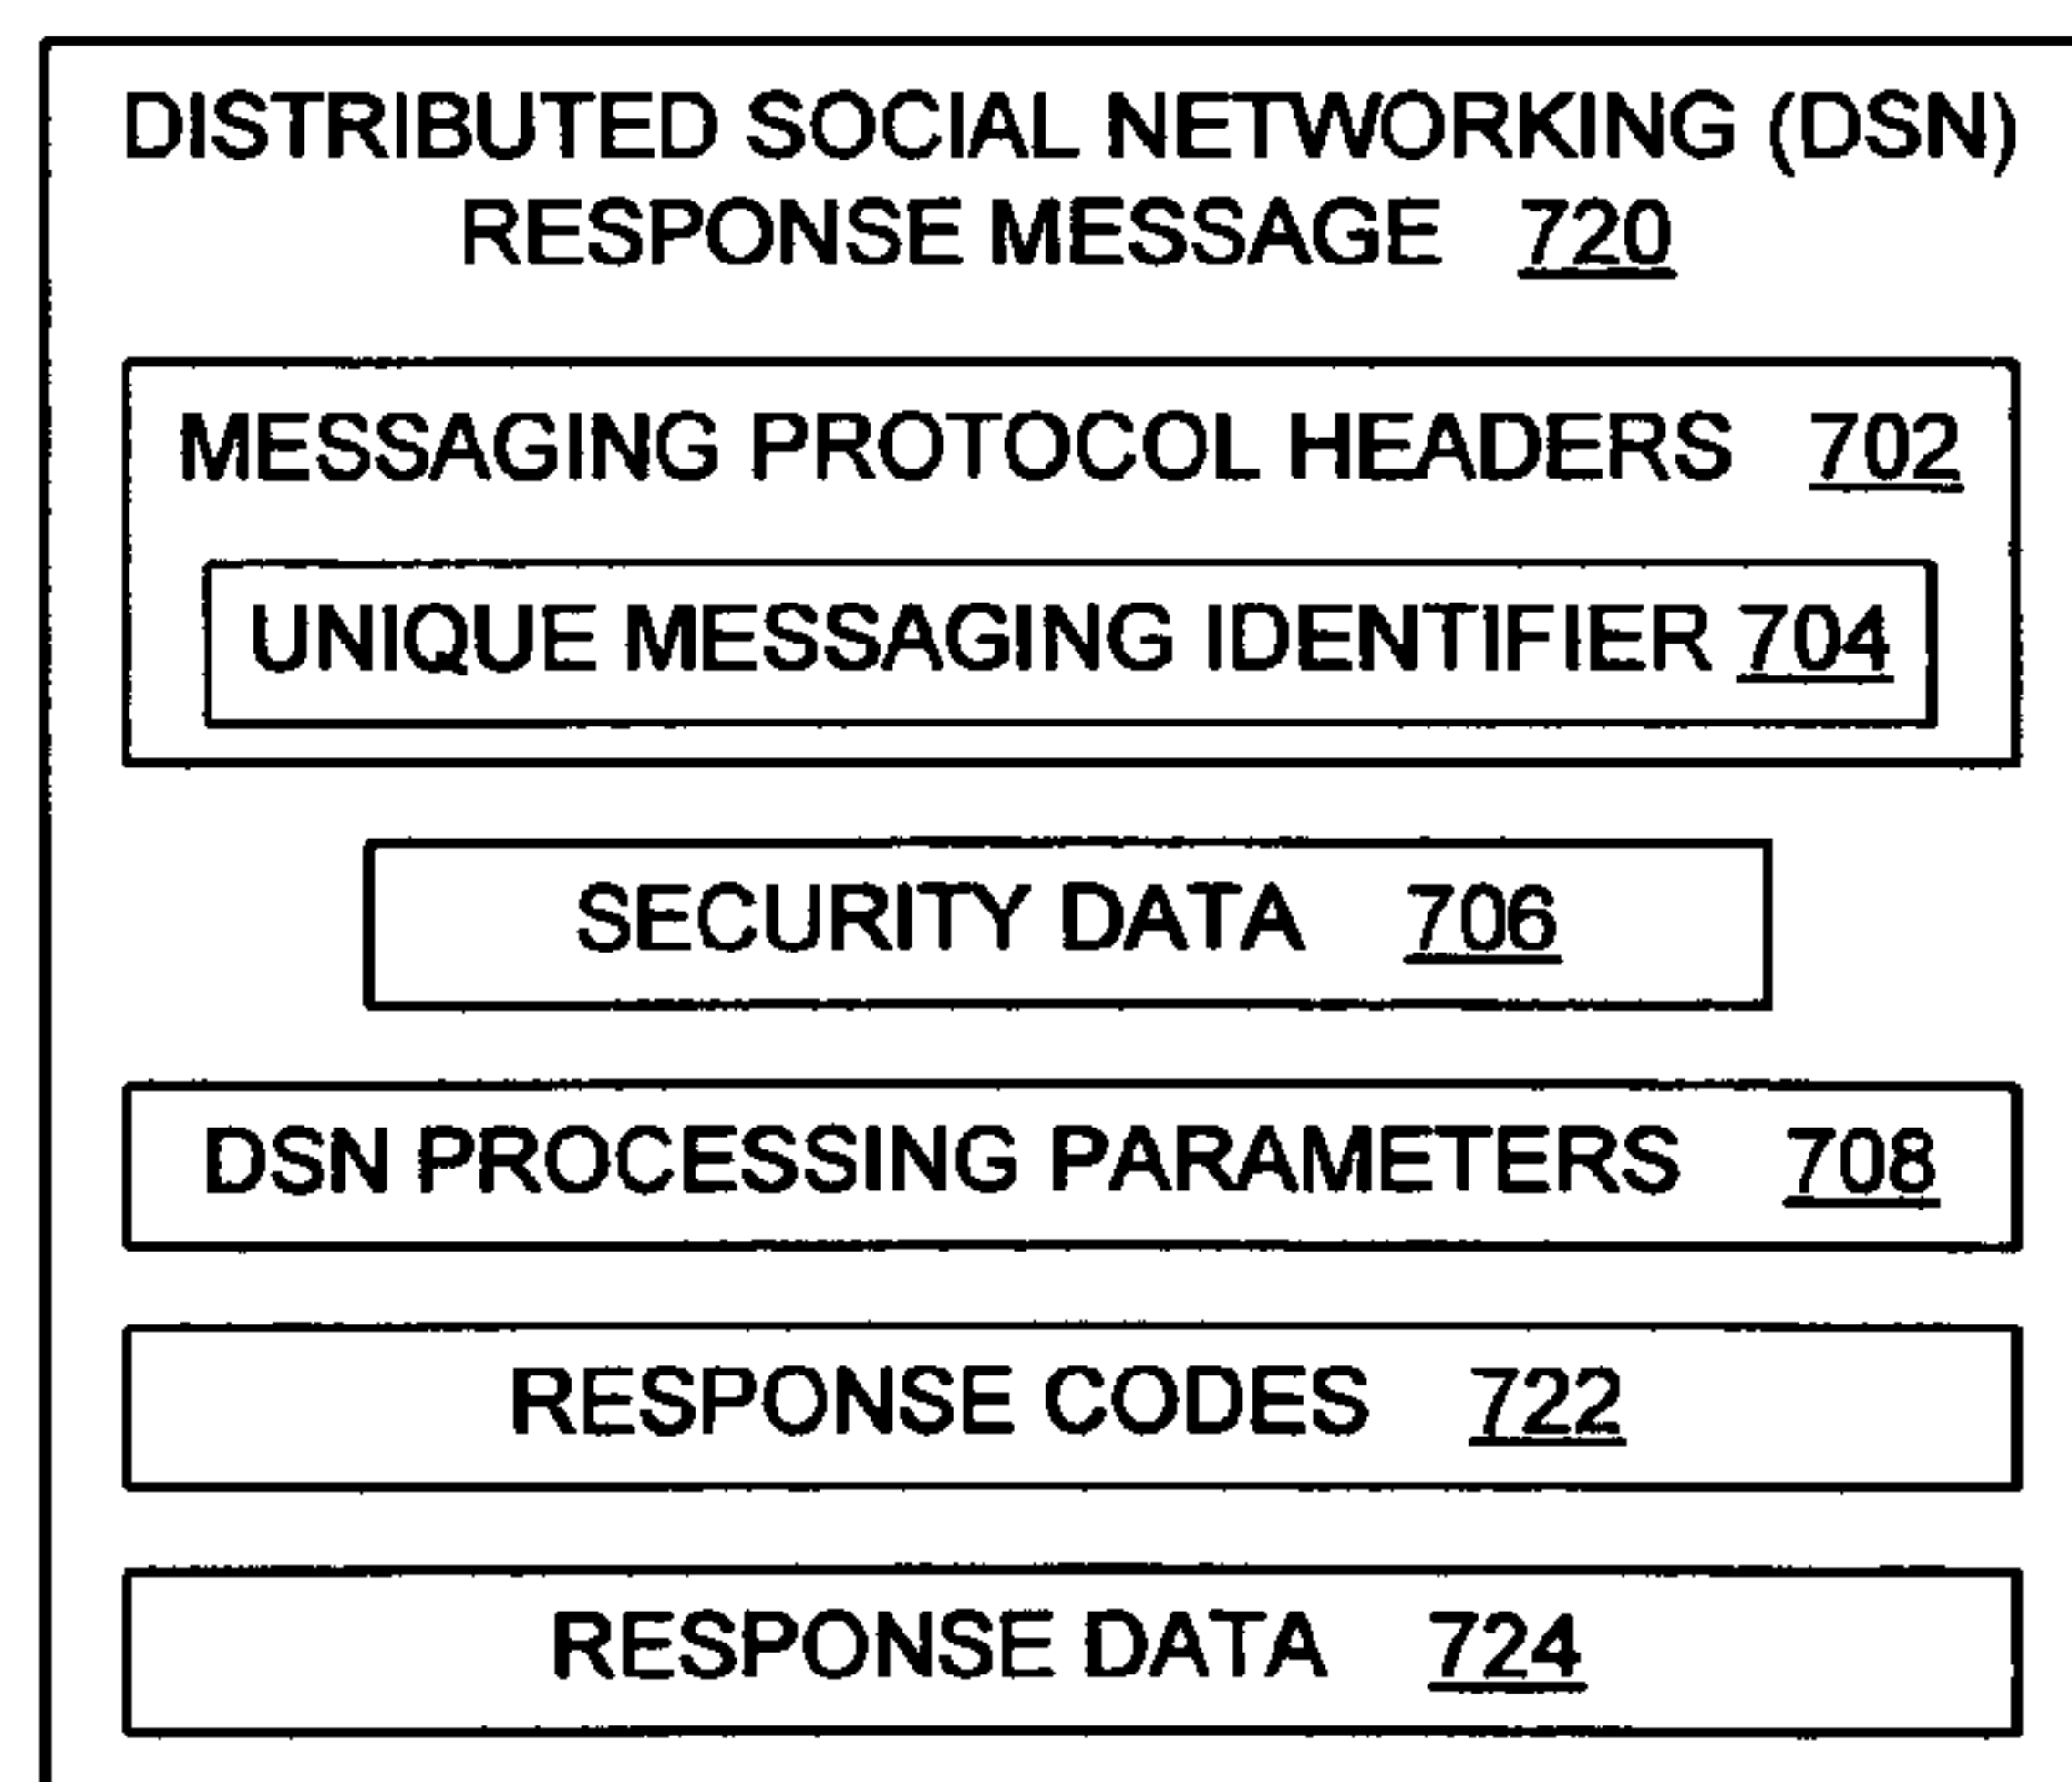 DISTRIBUTED SOCIAL NETWORKING (DSN)
RESPONSE MESSAGE 720
MESSAGING PROTOCOL HEADERS 702
UNIQUE MESSAGING IDENTIFIER 704
SECURITY DATA 706
DSN PROCESSING PARAMETERS 708
RESPONSE CODES 722
RESPONSE DATA 724